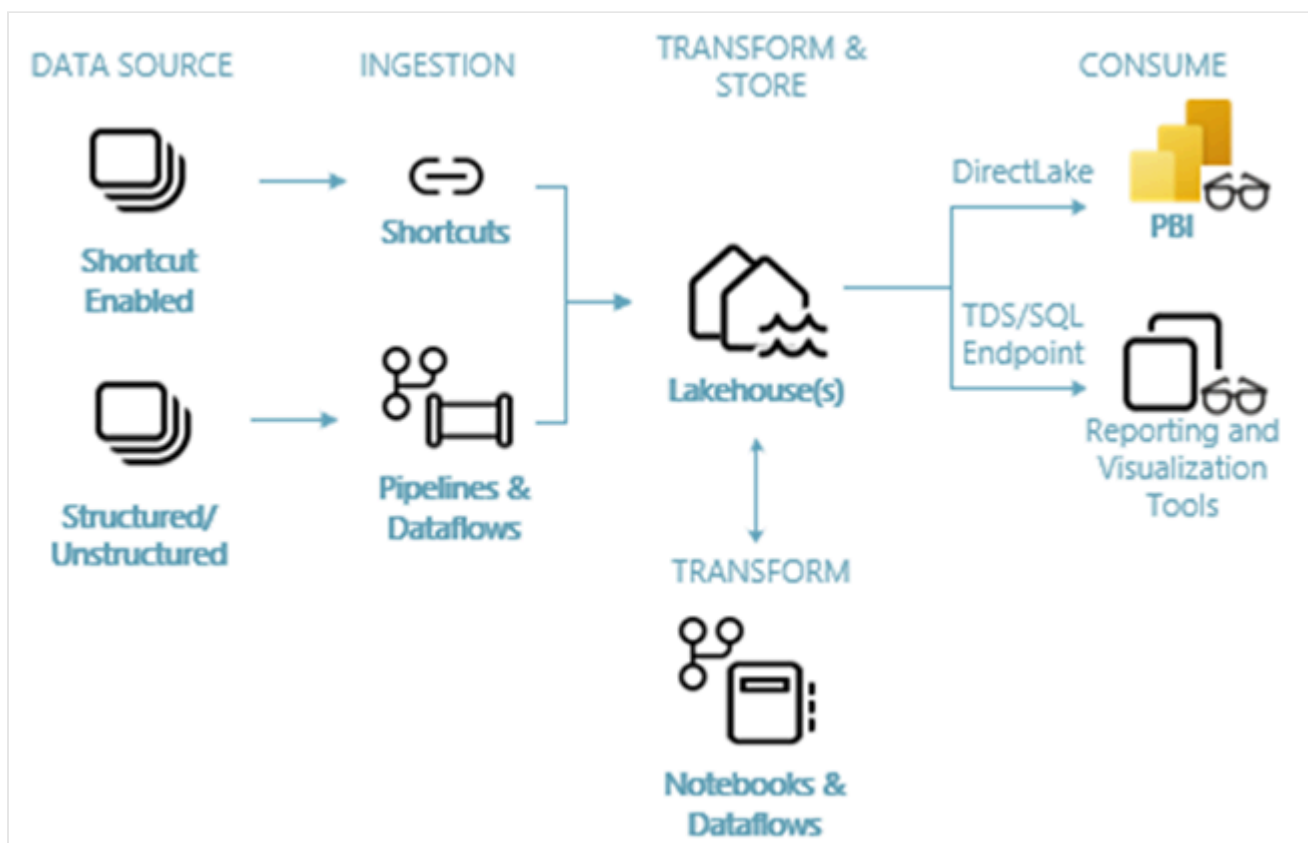 DATA SOURCE
INGESTION
TRANSFORM &
STORE
CONSUME
Shortcut
Enabled
Shortcuts
Structured/
Unstructured
Pipelines &
Dataflows
Lakehouse(s)
TRANSFORM
Notebooks &
Dataflows
DirectLake
PBI
TDS/SQL
Endpoint
Reporting and
Visualization
Tools